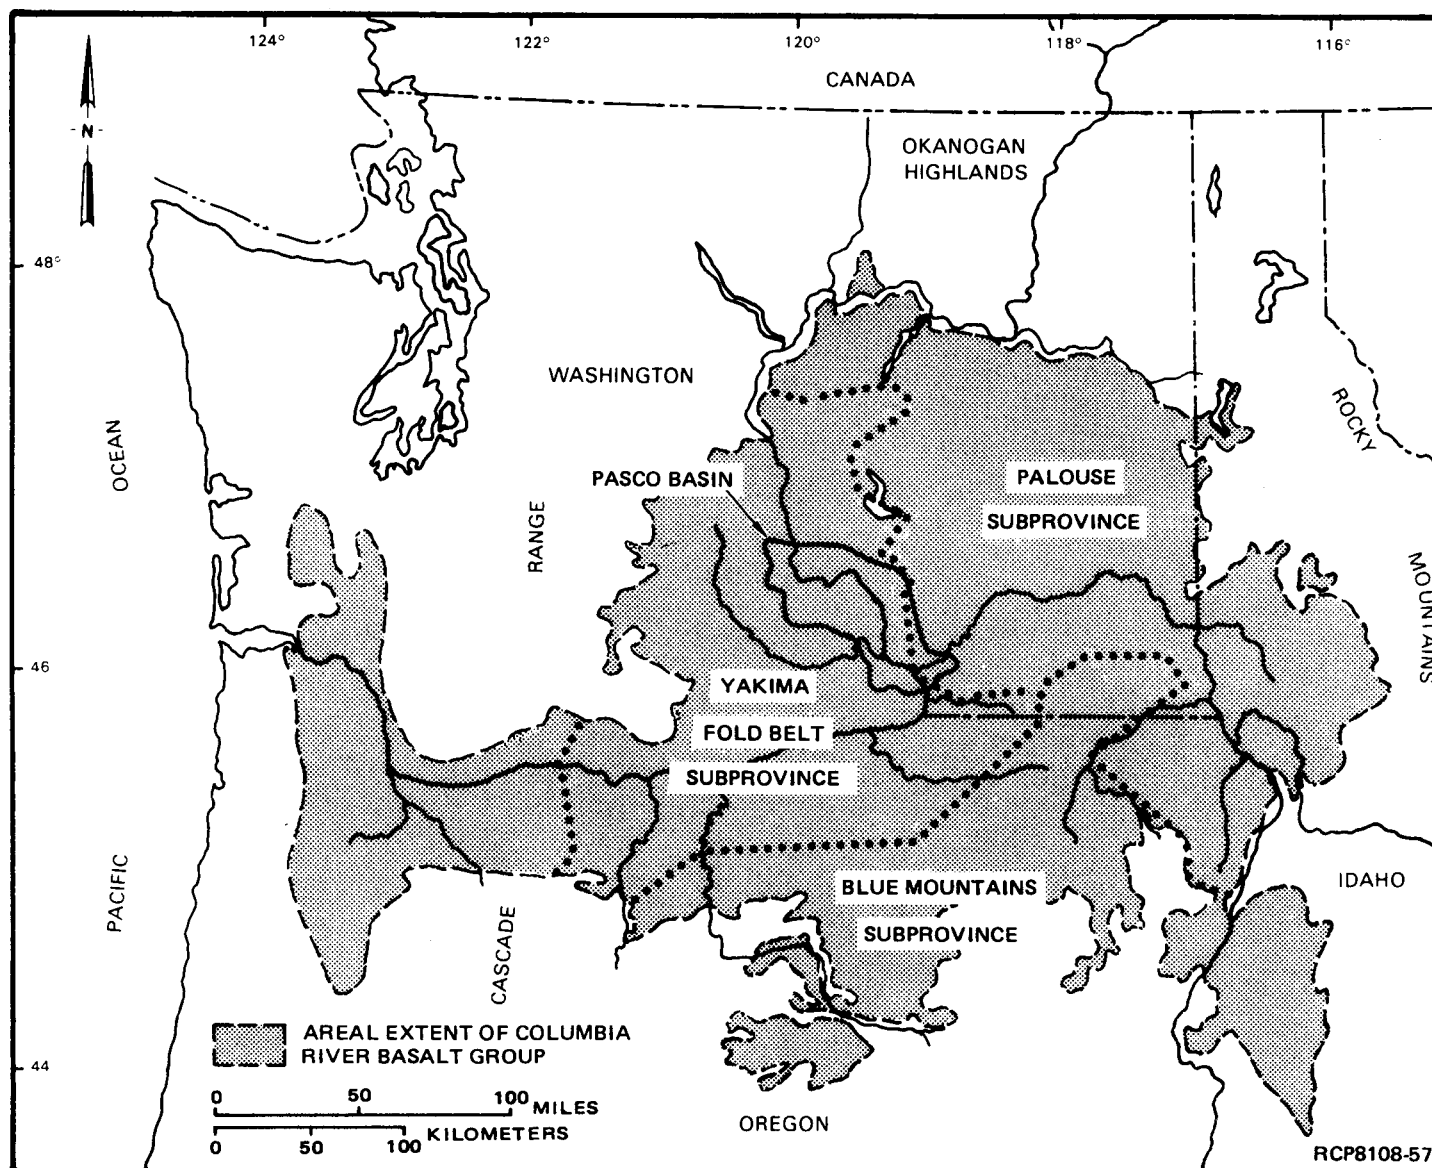 124° 122° 120° 118° 116°
CANADA
N
OKANOGAN
HIGHLANDS
48°
WASHINGTON
ROCKY
MOUNTAINS
OCEAN
PACIFIC
RANGE
CASCADE
PASCO BASIN
PALOUSE
SUBPROVINCE
46
YAKIMA
FOLD BELT
SUBPROVINCE
BLUE MOUNTAINS
SUBPROVINCE
IDAHO
AREAL EXTENT OF COLUMBIA
RIVER BASALT GROUP
44
0 50 100 MILES
0 50 100 KILOMETERS
OREGON
RCP8108-57